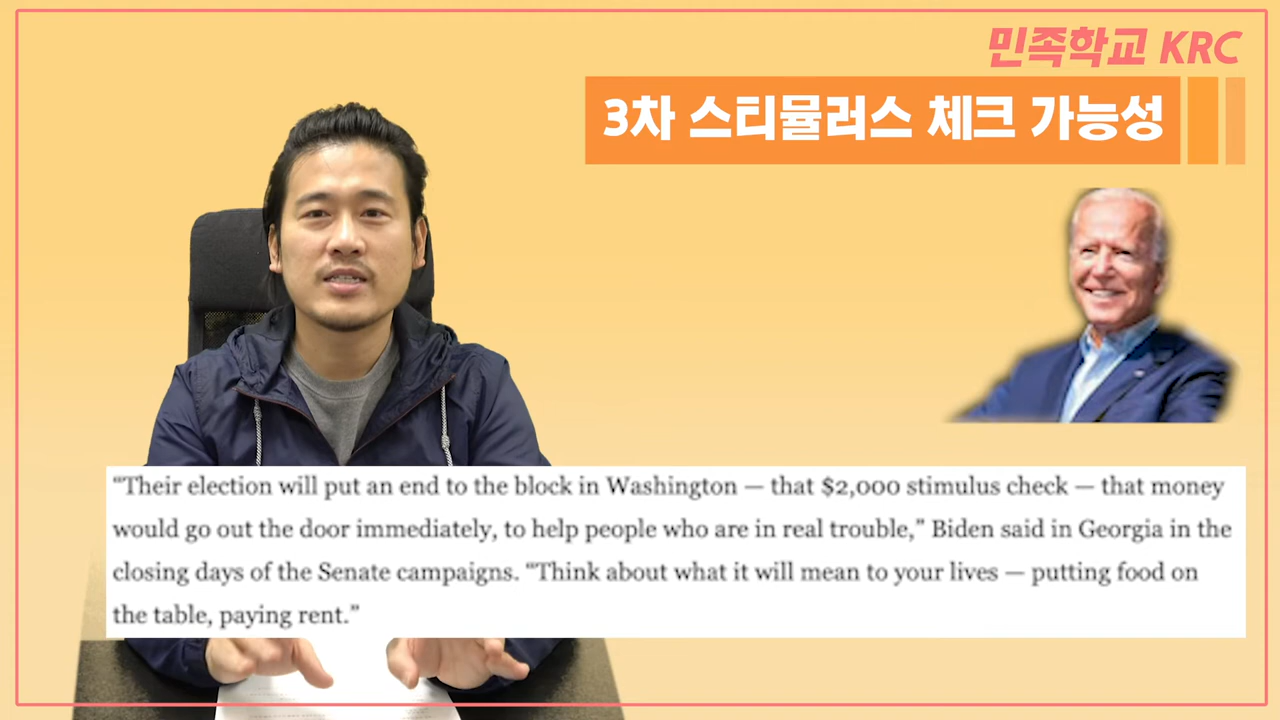 민족학교 KRC
3차 스티뮬러스 체크 가능성
“Their election will put an end to the block in Washington — that $2,000 stimulus check — that money
would go out the door immediately, to help people who are in real trouble,” Biden said in Georgia in the
closing days of the Senate campaigns. “Think about what it will mean to your lives — putting food on
the table, paying rent.”